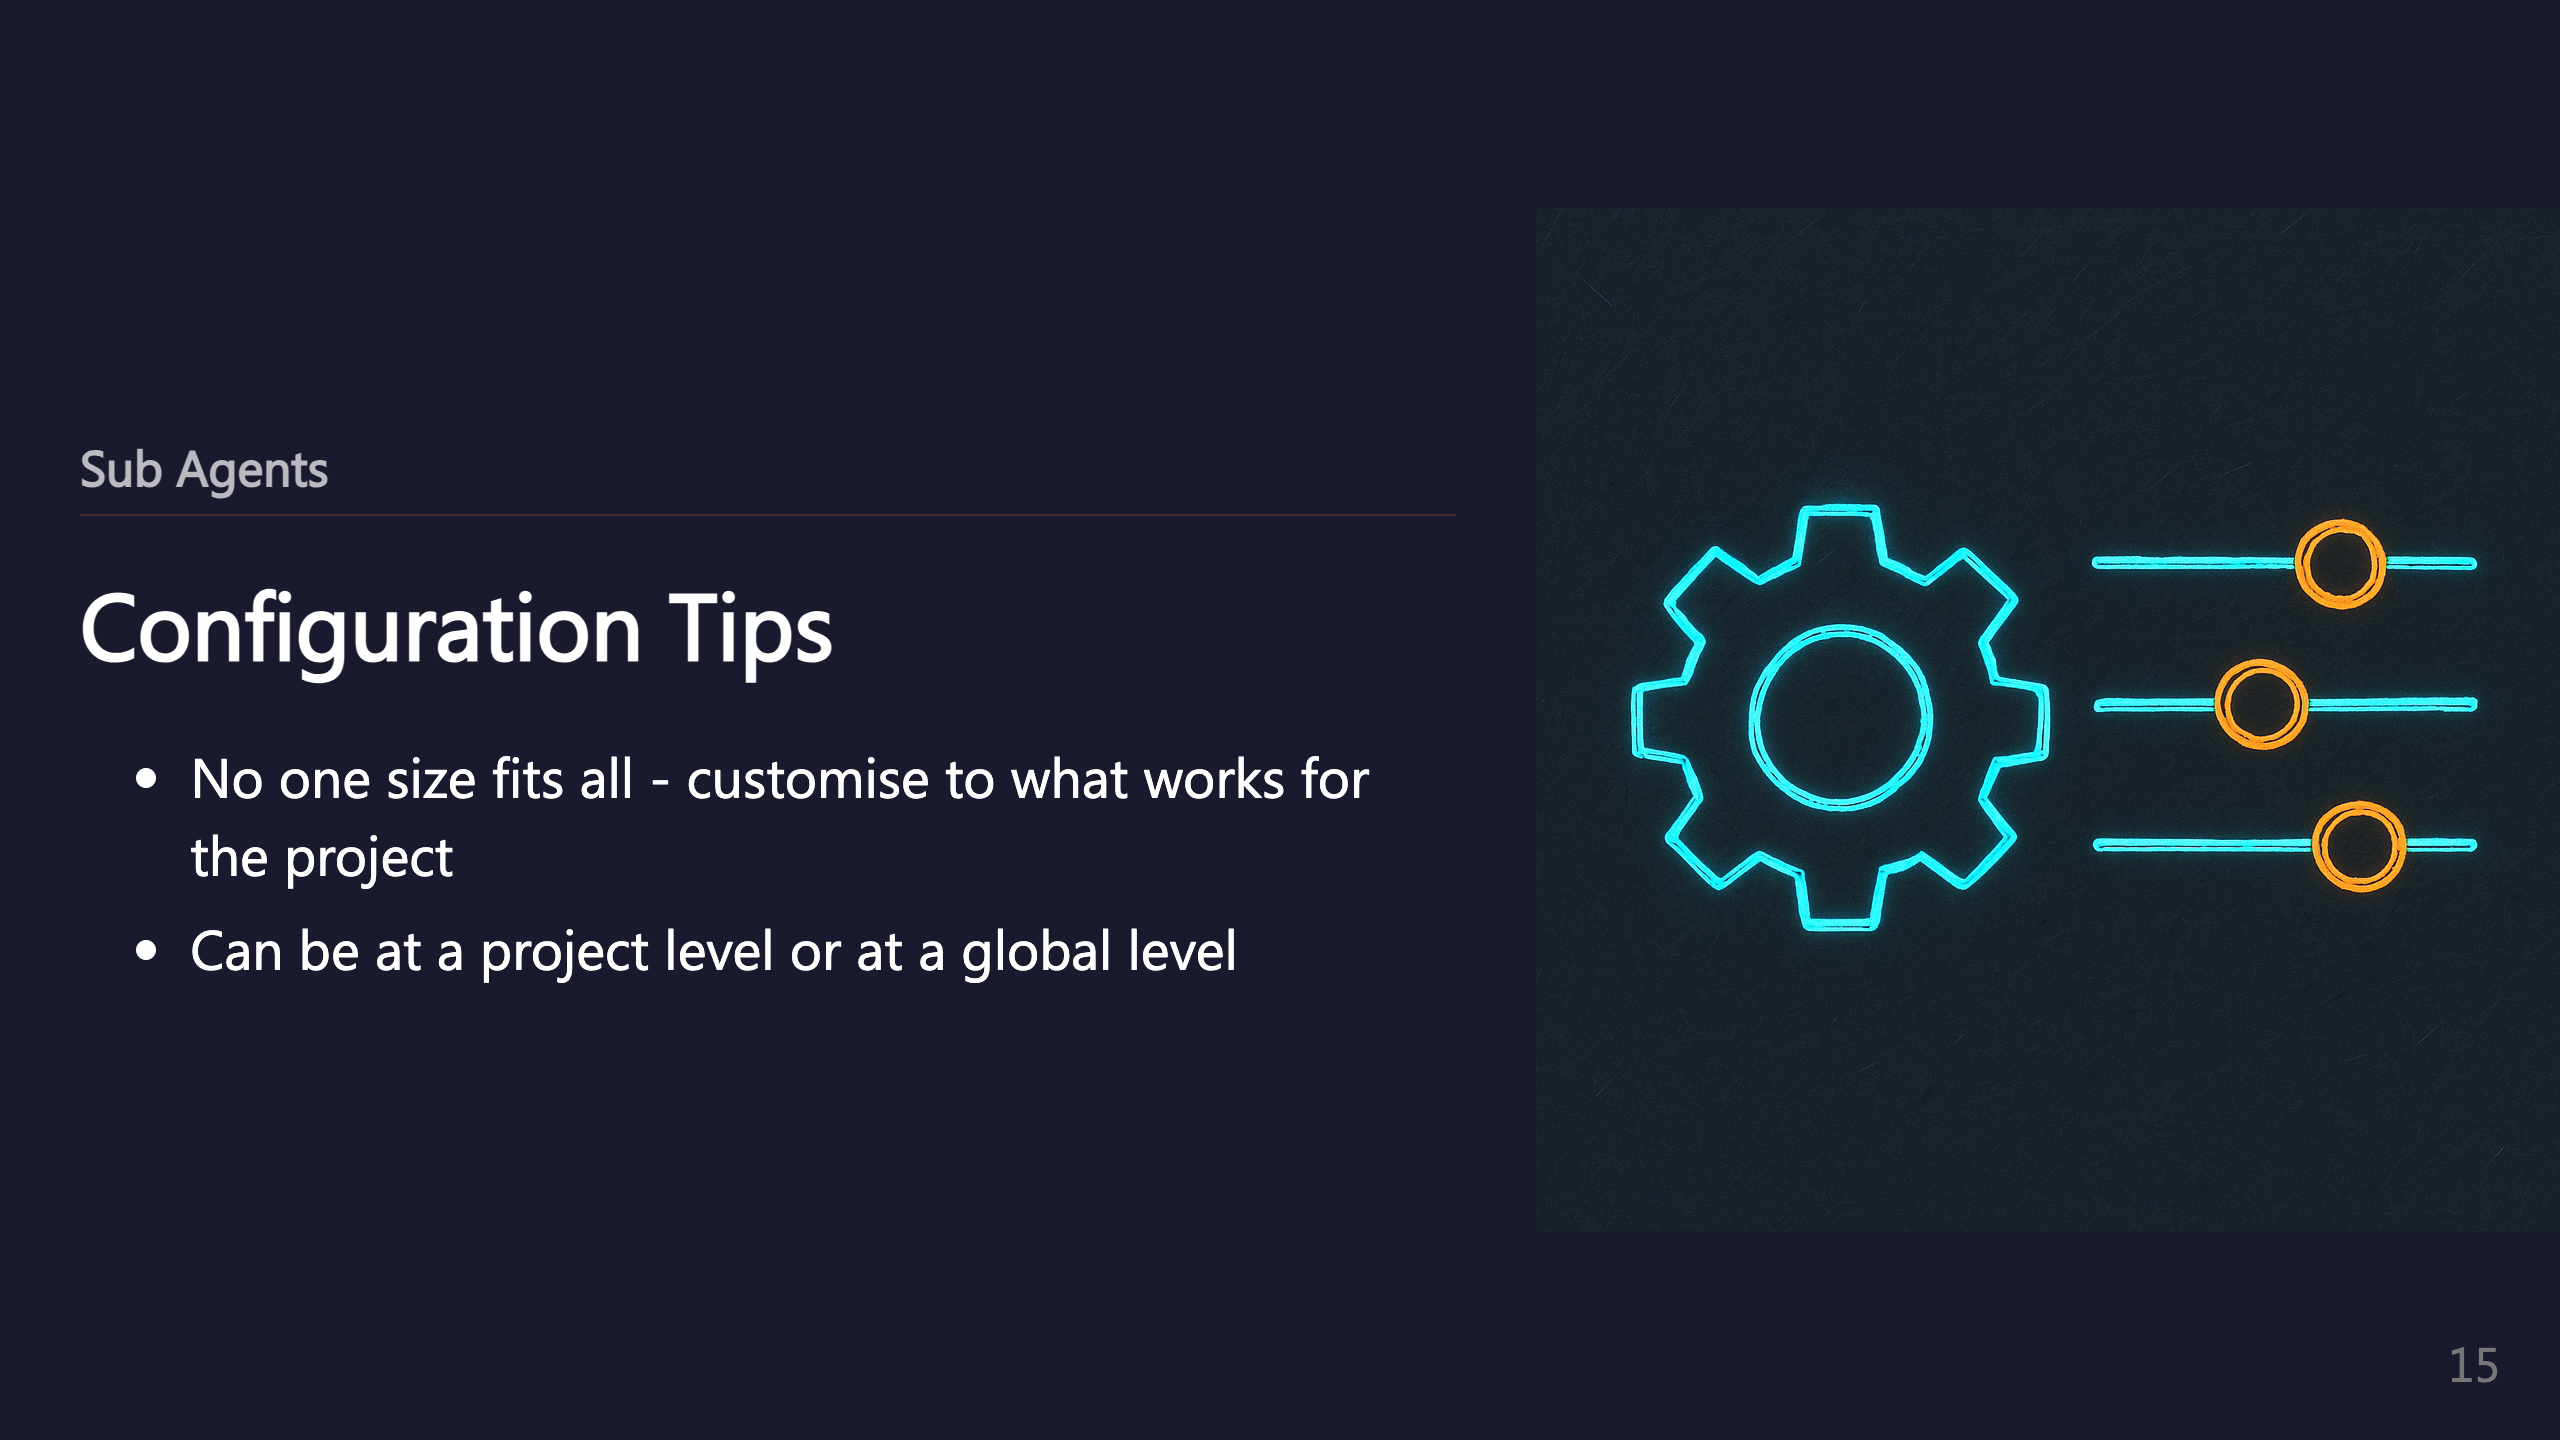 Sub Agents
Configuration Tips
• No one size fits all - customise to what works for
the project
• Can be at a project level or at a global level
15